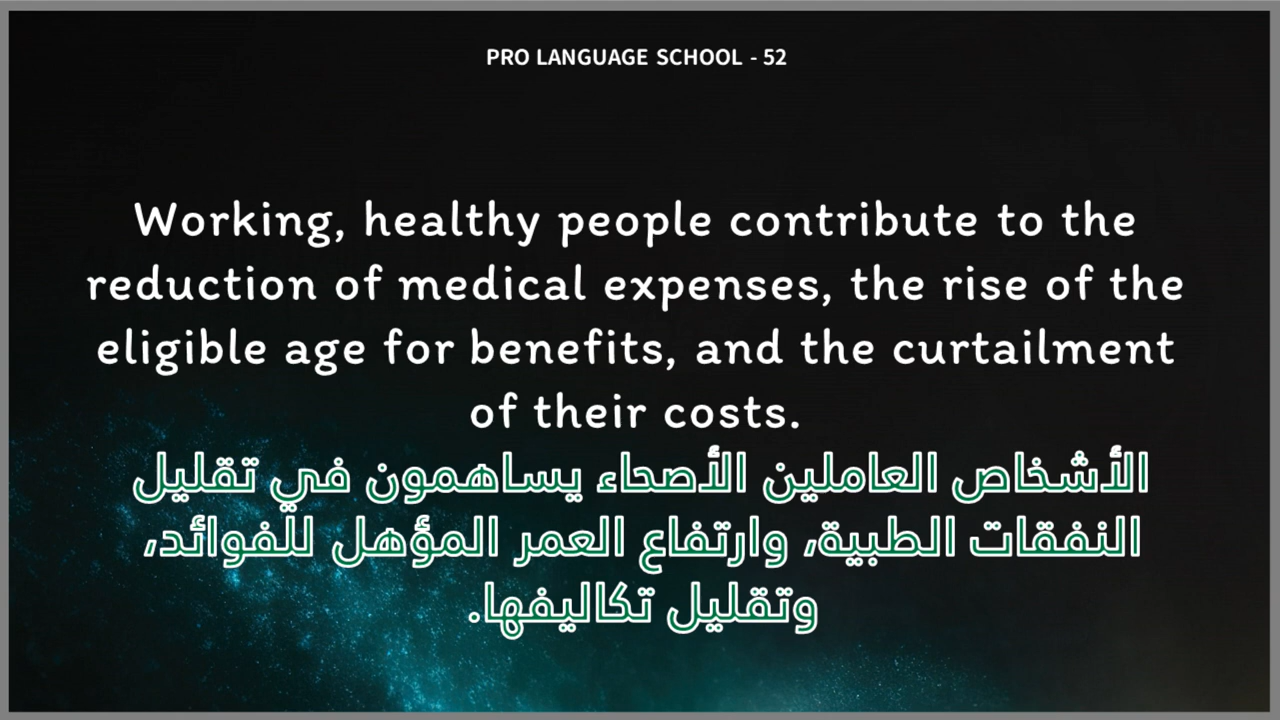 PRO LANGUAGE SCHOOL - 52
Working, healthy people contribute to the
reduction of medical expenses, the rise of the
eligible age for benefits, and the curtailment
of their costs.
الأشخاص العاملين الأصحاء يساهمون في تقليل
النفقات الطبية، وارتفاع العمر المؤهل للفوائد،
وتقليل تكاليفها.